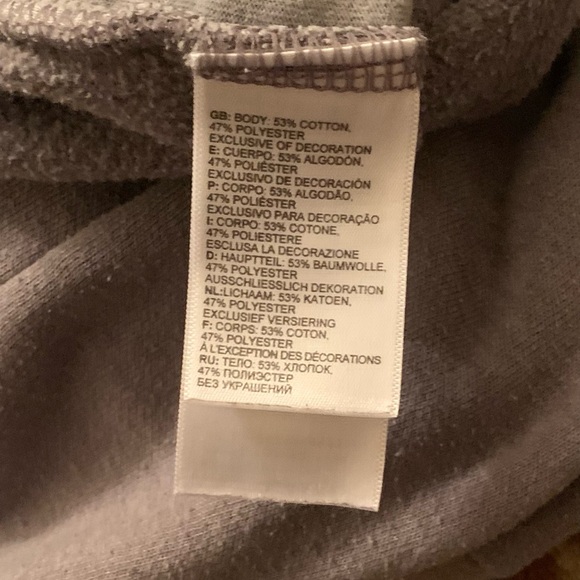 GB: BODY: 53% COTTON,
47% POLYESTER
EXCLUSIVE OF DECORATION
E: CUERPO: 53% ALGODÓN,
47% POLIÉSTER
EXCLUSIVO DE DECORACIÓN
P: CORPO: 53% ALGODÃO,
47% POLIÉSTER
EXCLUSIVO PARA DECORAÇÃO
I: CORPO: 53% COTONE,
47% POLIESTERE
ESCLUSA LA DECORAZIONE
D: HAUPTTEIL: 53% BAUMWOLLE,
47% POLYESTER
AUSSCHLIESSLICH DEKORATION
NL:LICHAAM: 53% KATOEN,
47% POLYESTER
EXCLUSIEF VERSIERING
F: CORPS: 53% COTON,
47% POLYESTER
À L'EXCEPTION DES DÉCORATIONS
RU: ТЕЛО: 53% ХЛОПОК,
47% ПОЛИЭСТЕР
БЕЗ УКРАШЕНИЙ